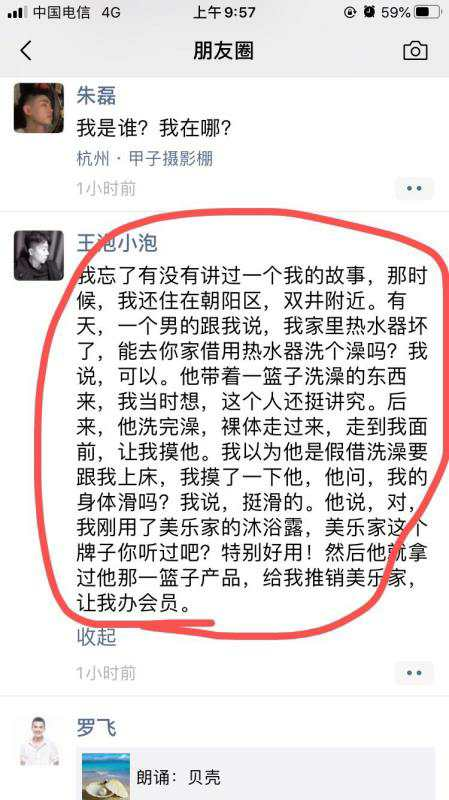 中国电信 4G 上午9:57 59%
朋友圈
朱磊
我是谁？我在哪？
杭州·甲子摄影棚
1小时前
王泡小泡
我忘了有没有讲过一个我的故事，那时
候，我还住在朝阳区，双井附近。有
天，一个男的跟我说，我家里热水器坏
了，能去你家借用热水器洗个澡吗？我
说，可以。他带着一篮子洗澡的东西
来，我当时想，这个人还挺讲究。后
来，他洗完澡，裸体走过来，走到我面
前，让我摸他。我以为他是假借洗澡要
跟我上床，我摸了一下他，他问，我的
身体滑吗？我说，挺滑的。他说，对，
我刚用了美乐家的沐浴露，美乐家这个
牌子你听过吧？特别好用！然后他就拿
过他那一篮子产品，给我推销美乐家，
让我办会员。
收起
1小时前
罗飞
朗诵：贝壳